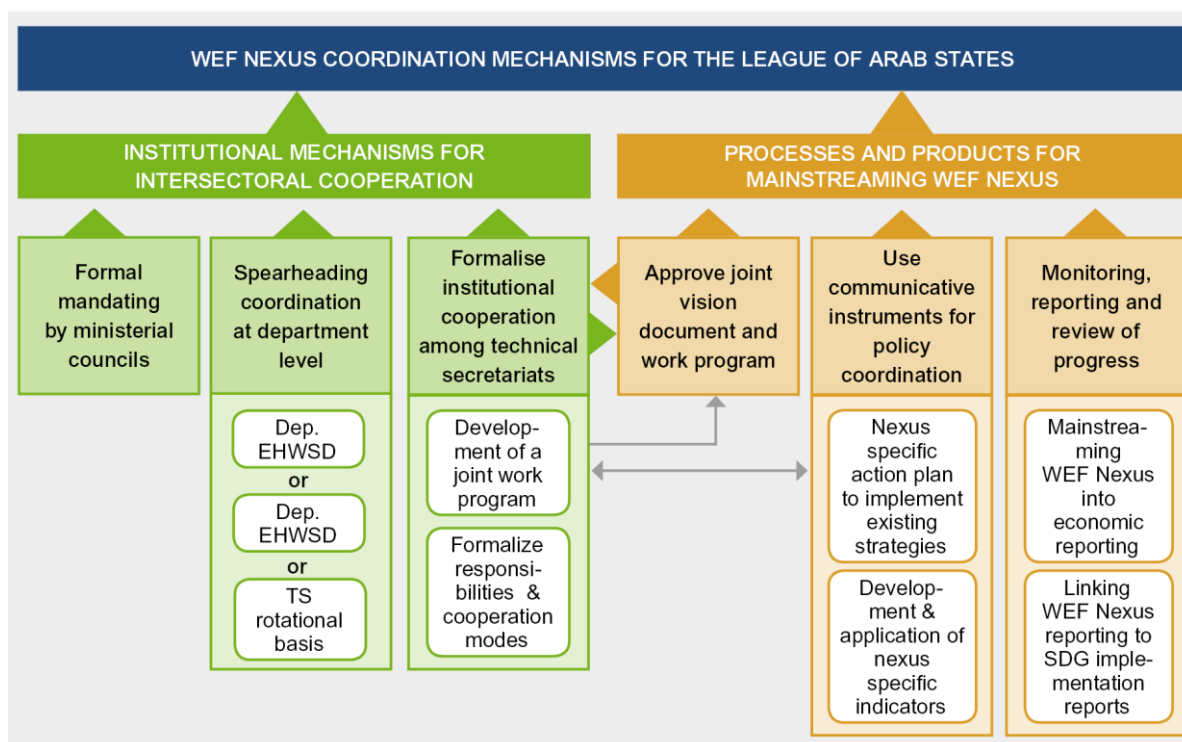 WEF NEXUS COORDINATION MECHANISMS FOR THE LEAGUE OF ARAB STATES
INSTITUTIONAL MECHANISMS FOR
INTERSECTORAL COOPERATION
PROCESSES AND PRODUCTS FOR
MAINSTREAMING WEF NEXUS
Formal
mandating
by ministerial
councils
Spearheading
coordination
at department
level
Formalise
institutional
cooperation
among technical
secretariats
Approve joint
vision
document and
work program
Use
communicative
instruments for
policy
coordination
Monitoring,
reporting and
review of
progress
Dep.
EHWSD
or
Dep.
EHWSD
or
TS
rotational
basis
Develop-
ment of a
joint work
program
Formalize
responsi-
bilities &
cooperation
modes
Nexus
specific
action plan
to implement
existing
strategies
Develop-
ment &
application of
nexus
specific
indicators
Mainstrea-
ming
WEF Nexus
into
economic
reporting
Linking
WEF Nexus
reporting to
SDG imple-
mentation
reports